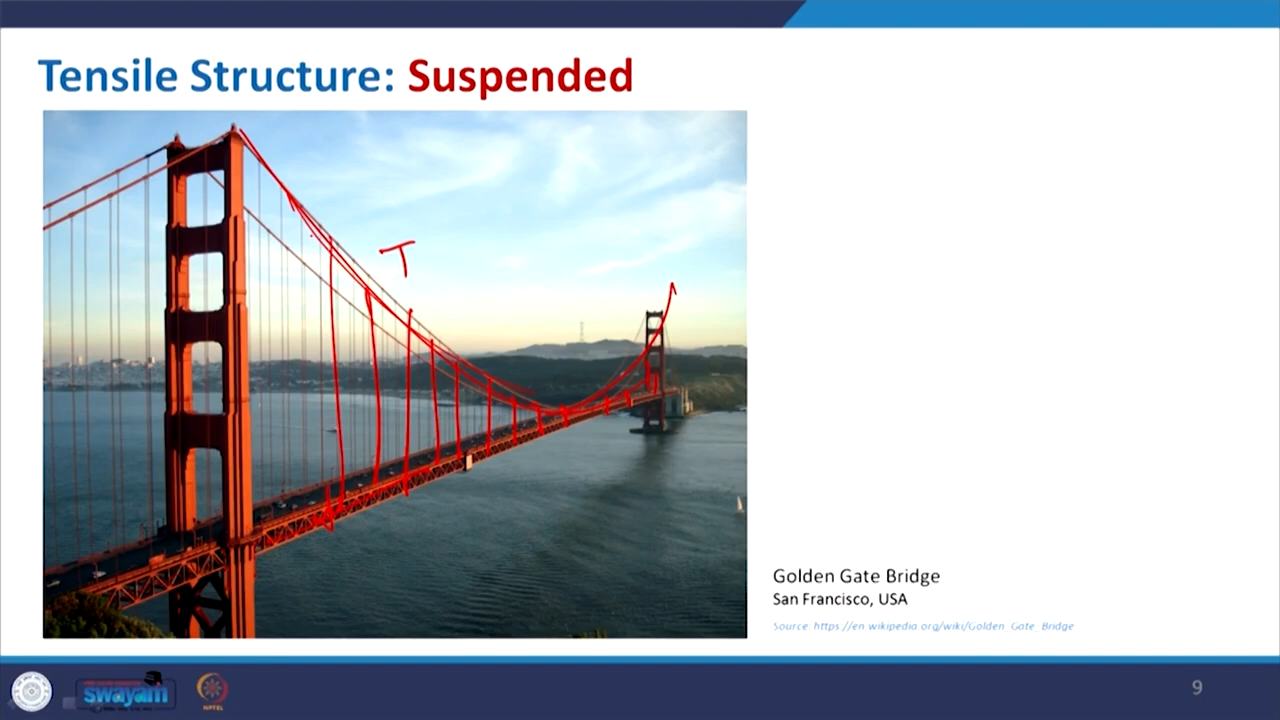 Tensile Structure: Suspended
T
Golden Gate Bridge
San Francisco, USA
Source: https://en.wikipedia.org/wiki/Golden_Gate_Bridge
swayam
NPTEL
9